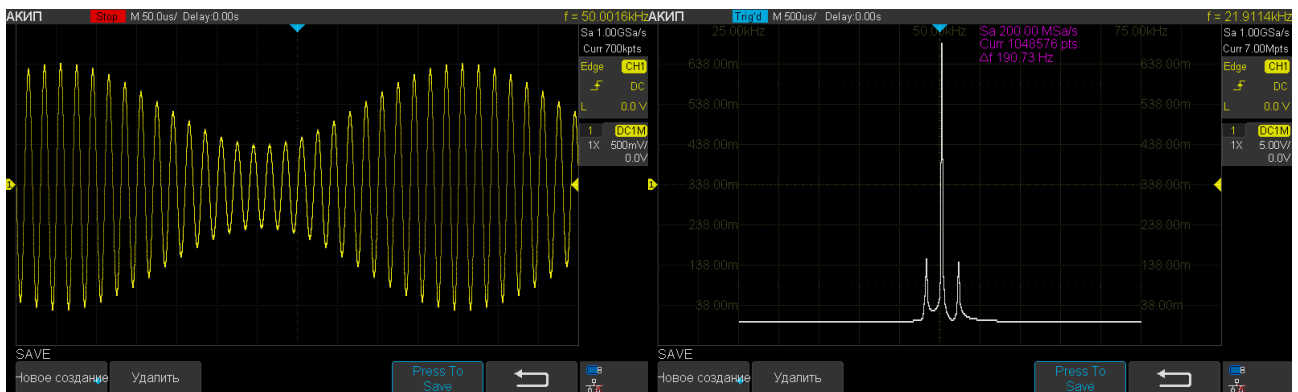 АКИП Stop M 50.0us/ Delay:0.00s f = 50.0016kHz
Sa 1.00GSa/s
Curr 700kpts
Edge CH1
DC
L 0.0 V
1 DC1M
1X 500mV/
0.0V
1
SAVE
Новое создание Удалить Press To Save
АКИП Trig'd M 500us/ Delay:0.00s f = 21.9114kHz
25.00kHz 50.00kHz 75.00kHz
Sa 200.00 MSa/s
Curr 1048576 pts
Δf 190.73 Hz
638.00m 638.00m
538.00m 538.00m
438.00m 438.00m
338.00m 338.00m
238.00m 238.00m
138.00m 138.00m
38.00m 38.00m
Sa 1.00GSa/s
Curr 7.00Mpts
Edge CH1
DC
L 0.0 V
1 DC1M
1X 5.00V/
0.0V
1
SAVE
Новое создание Удалить Press To Save